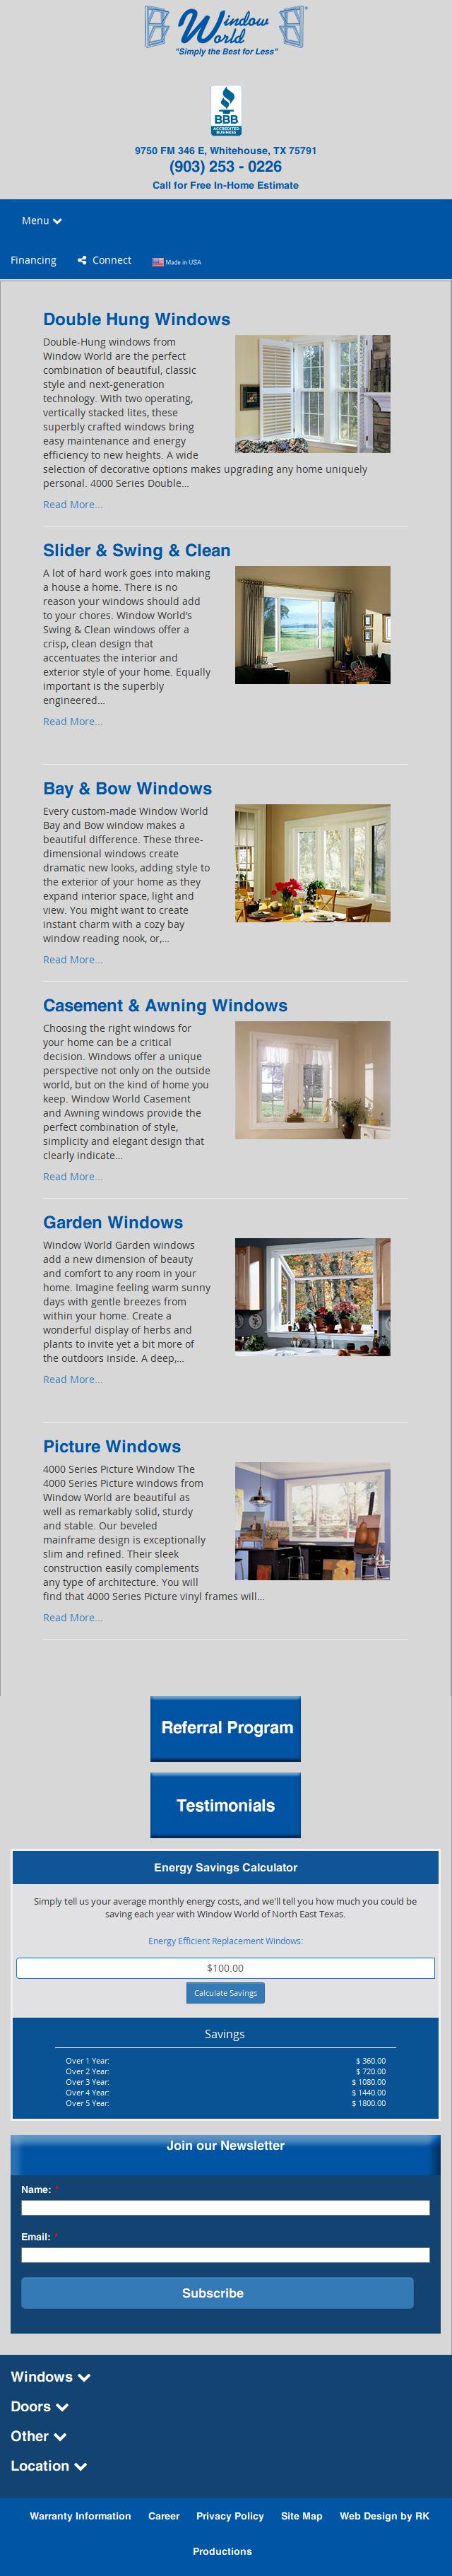 Window
World
®
"Simply the Best for Less"
BBB
ACCREDITED
BUSINESS
9750 FM 346 E, Whitehouse, TX 75791
(903) 253 - 0226
Call for Free In-Home Estimate
Menu
Financing Connect Made in USA
Double Hung Windows
Double-Hung windows from
Window World are the perfect
combination of beautiful, classic
style and next-generation
technology. With two operating,
vertically stacked lites, these
superbly crafted windows bring
easy maintenance and energy
efficiency to new heights. A wide
selection of decorative options makes upgrading any home uniquely
personal. 4000 Series Double...
Read More...
Slider & Swing & Clean
A lot of hard work goes into making
a house a home. There is no
reason your windows should add
to your chores. Window World's
Swing & Clean windows offer a
crisp, clean design that
accentuates the interior and
exterior style of your home. Equally
important is the superbly
engineered...
Read More...
Bay & Bow Windows
Every custom-made Window World
Bay and Bow window makes a
beautiful difference. These three-
dimensional windows create
dramatic new looks, adding style to
the exterior of your home as they
expand interior space, light and
view. You might want to create
instant charm with a cozy bay
window reading nook, or,...
Read More...
Casement & Awning Windows
Choosing the right windows for
your home can be a critical
decision. Windows offer a unique
perspective not only on the outside
world, but on the kind of home you
keep. Window World Casement
and Awning windows provide the
perfect combination of style,
simplicity and elegant design that
clearly indicate...
Read More...
Garden Windows
Window World Garden windows
add a new dimension of beauty
and comfort to any room in your
home. Imagine feeling warm sunny
days with gentle breezes from
within your home. Create a
wonderful display of herbs and
plants to invite yet a bit more of
the outdoors inside. A deep,...
Read More...
Picture Windows
4000 Series Picture Window The
4000 Series Picture windows from
Window World are beautiful as
well as remarkably solid, sturdy
and stable. Our beveled
mainframe design is exceptionally
slim and refined. Their sleek
construction easily complements
any type of architecture. You will
find that 4000 Series Picture vinyl frames will...
Read More...
Referral Program
Testimonials
Energy Savings Calculator
Simply tell us your average monthly energy costs, and we'll tell you how much you could be
saving each year with Window World of North East Texas.
Energy Efficient Replacement Windows:
$100.00
Calculate Savings
Savings
Over 1 Year: $ 360.00
Over 2 Year: $ 720.00
Over 3 Year: $ 1080.00
Over 4 Year: $ 1440.00
Over 5 Year: $ 1800.00
Join our Newsletter
Name: *
Email: *
Subscribe
Windows
Doors
Other
Location
Warranty Information Career Privacy Policy Site Map Web Design by RK
Productions